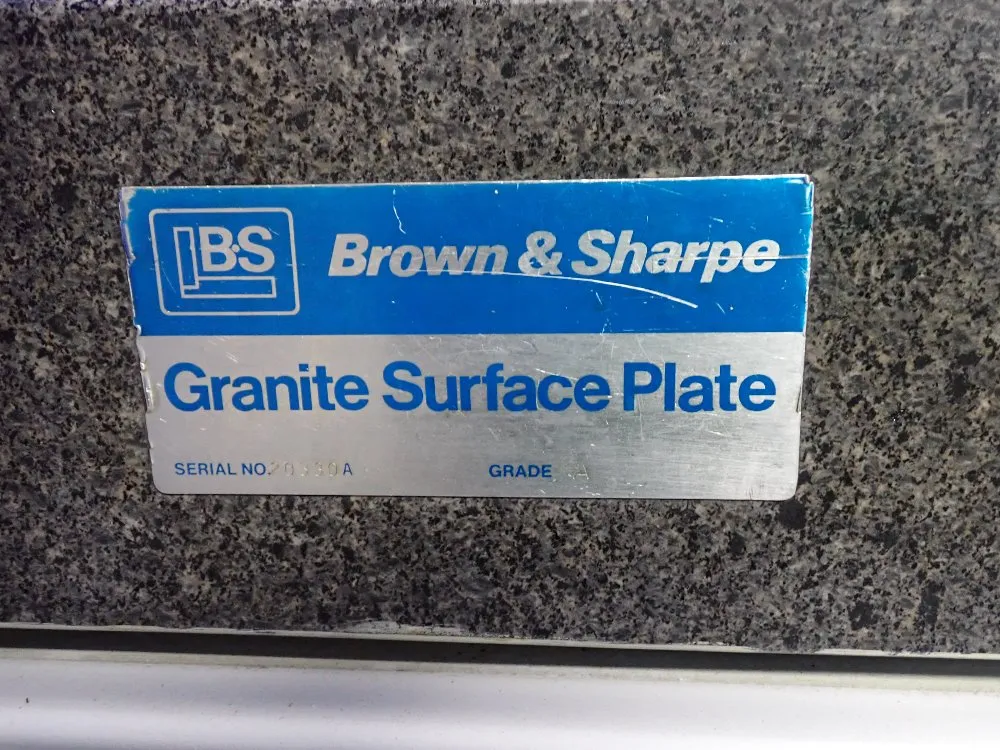 B·S
Brown & Sharpe
Granite Surface Plate
SERIAL NO. GRADE A